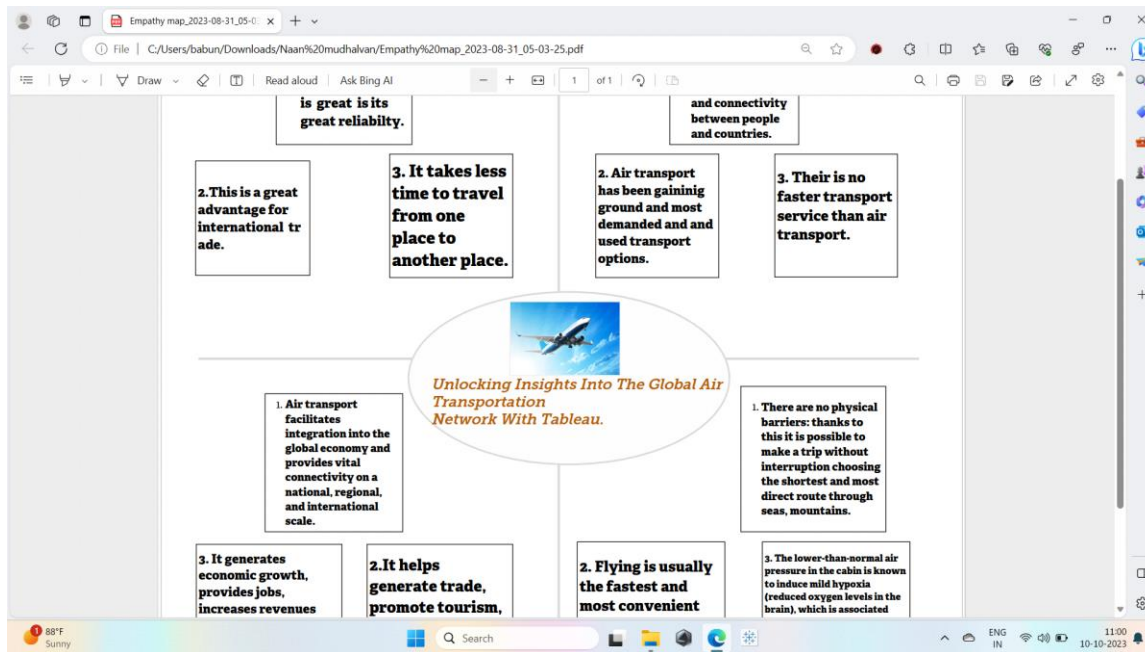 Empathy map_2023-08-31_05-0
File
C:/Users/babun/Downloads/Naan%20mudhalvan/Empathy%20map_2023-08-31_05-03-25.pdf
Draw
Read aloud
Ask Bing AI
1
of 1
is great is its
great reliabilty.
and connectivity
between people
and countries.
2.This is a great
advantage for
international tr
ade.
3. It takes less
time to travel
from one
place to
another place.
2. Air transport
has been gaininig
ground and most
demanded and and
used transport
options.
3. Their is no
faster transport
service than air
transport.
Unlocking Insights Into The Global Air
Transportation
Network With Tableau.
1. Air transport
facilitates
integration into the
global economy and
provides vital
connectivity on a
national, regional,
and international
scale.
1. There are no physical
barriers: thanks to
this it is possible to
make a trip without
interruption choosing
the shortest and most
direct route through
seas, mountains.
3. It generates
economic growth,
provides jobs,
increases revenues
2.It helps
generate trade,
promote tourism,
2. Flying is usually
the fastest and
most convenient
3. The lower-than-normal air
pressure in the cabin is known
to induce mild hypoxia
(reduced oxygen levels in the
brain), which is associated
1
88°F
Sunny
Search
ENG
IN
11:00
10-10-2023